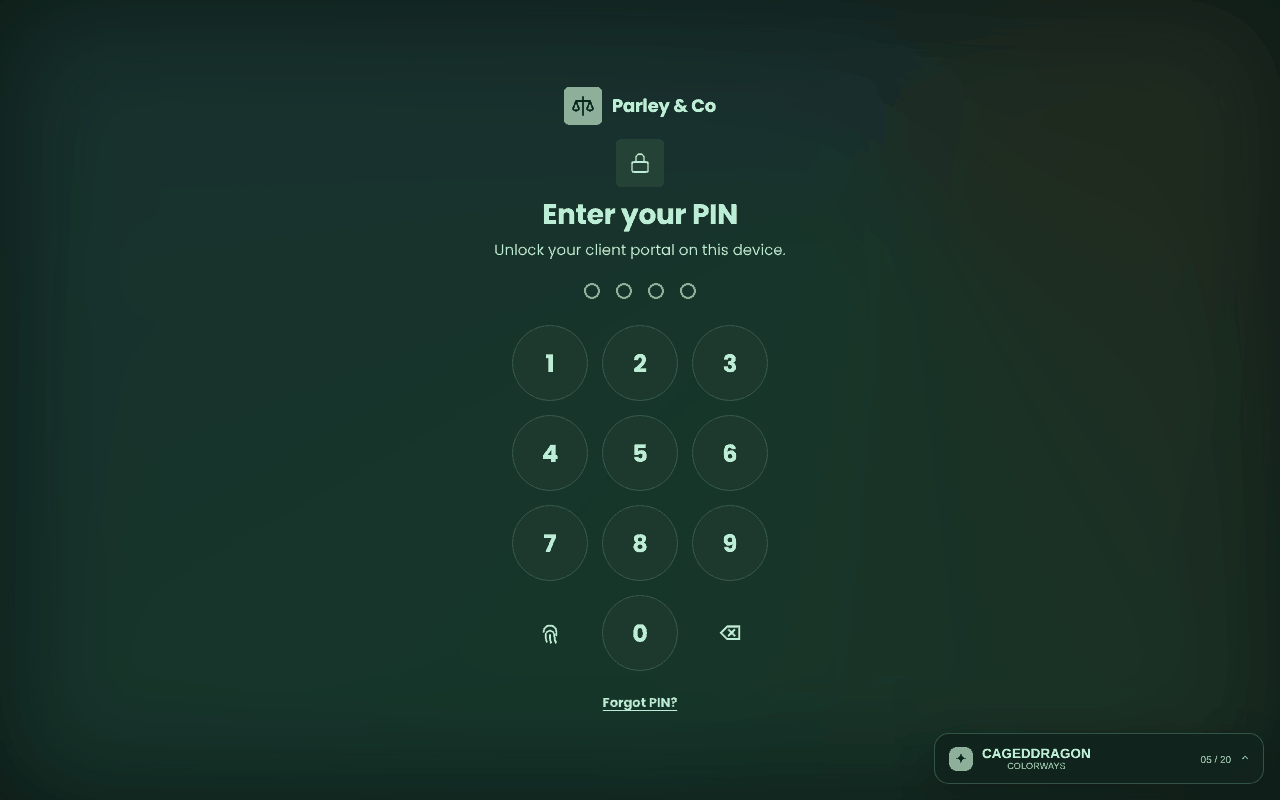 Parley & Co
Enter your PIN
Unlock your client portal on this device.
1 2 3
4 5 6
7 8 9
0
Forgot PIN?
CAGEDDRAGON
COLORWAYS
05 / 20